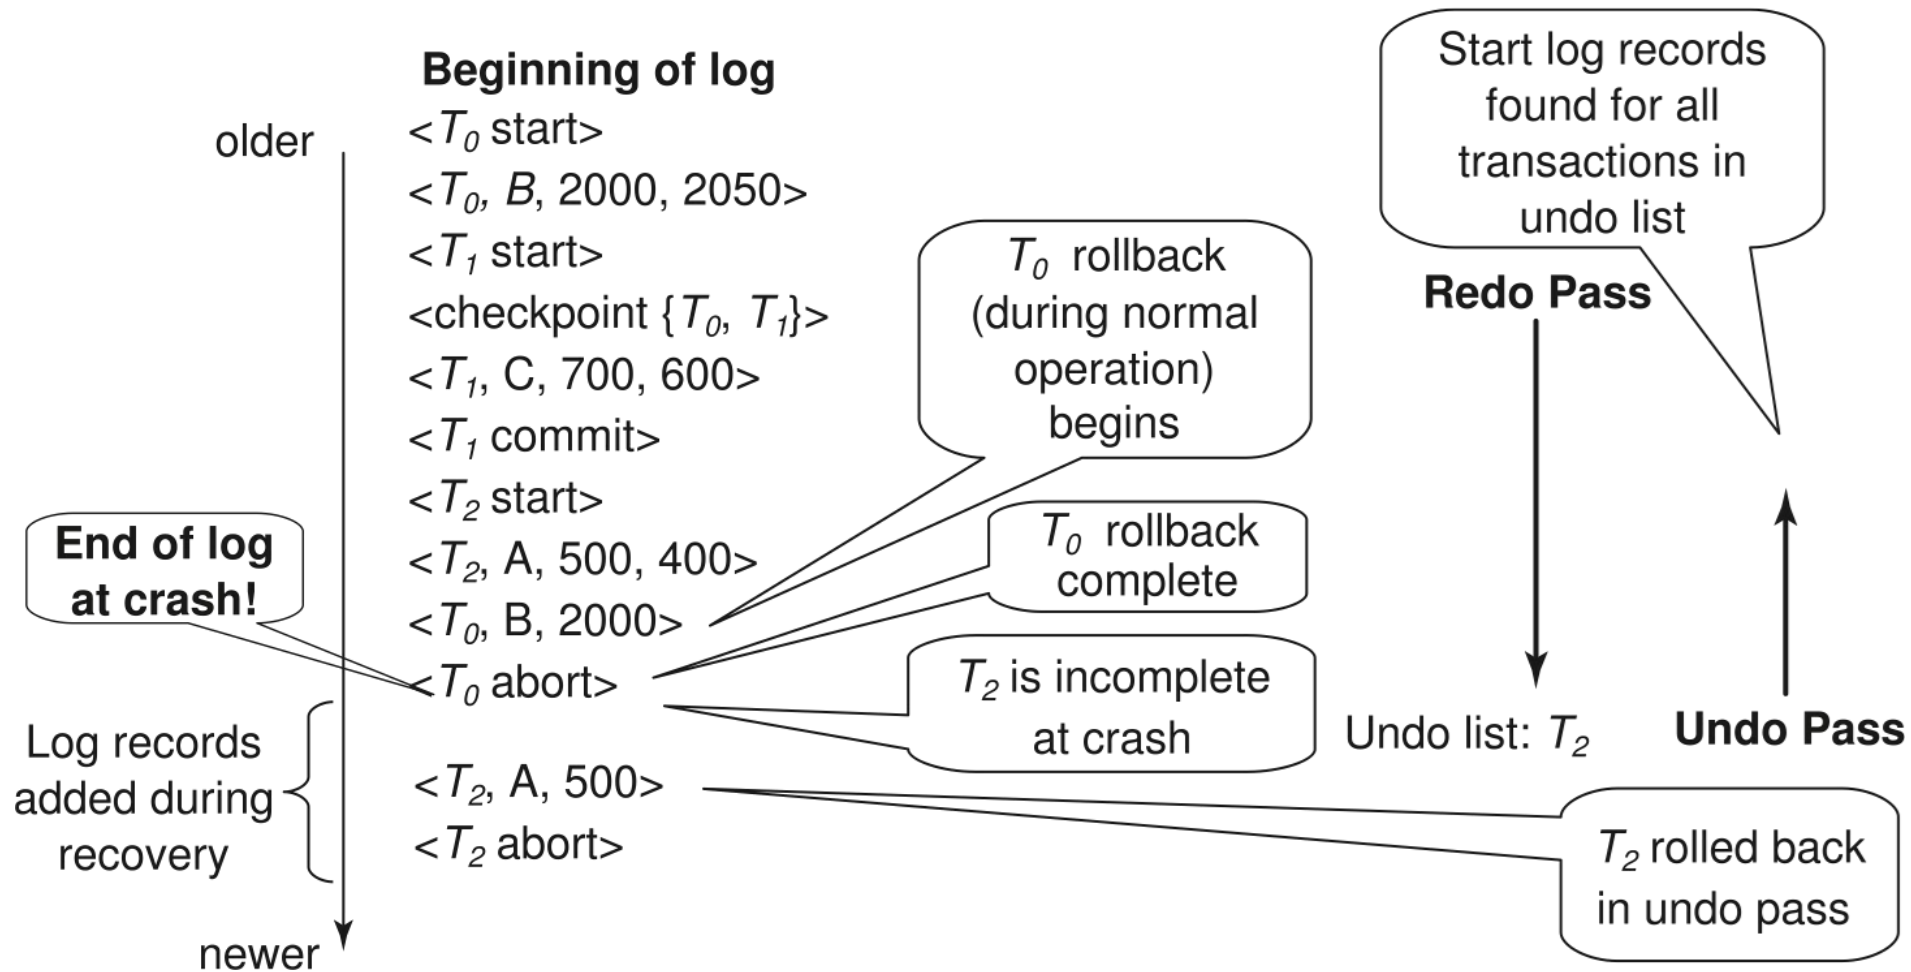 Beginning of log
older
<T0 start>
<T0, B, 2000, 2050>
<T1 start>
<checkpoint {T0, T1}>
<T1, C, 700, 600>
<T1 commit>
<T2 start>
<T2, A, 500, 400>
<T0, B, 2000>
<T0 abort>
<T2, A, 500>
<T2 abort>
newer
End of log
at crash!
Log records
added during
recovery
T0 rollback
(during normal
operation)
begins
T0 rollback
complete
T2 is incomplete
at crash
Start log records
found for all
transactions in
undo list
Redo Pass
Undo list: T2
Undo Pass
T2 rolled back
in undo pass